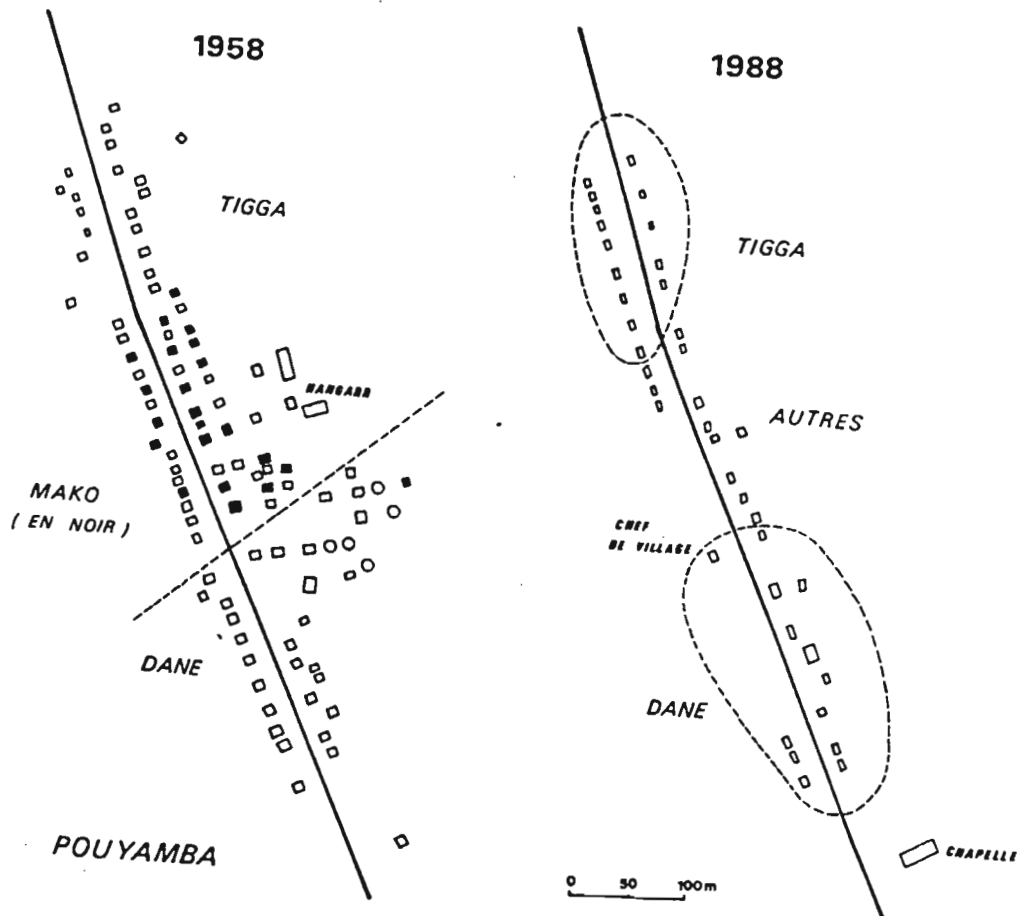 1958
TIGGA
HANGARD
MAKO
( EN NOIR )
DANE
POUYAMBA
1988
TIGGA
AUTRES
CHEF
DE VILLAGE
DANE
CHAPELLE
0 50 100m